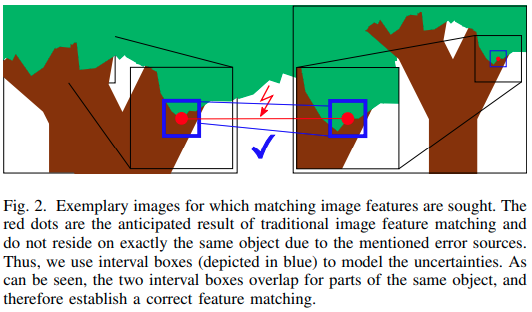 Fig. 2. Exemplary images for which matching image features are sought. The
red dots are the anticipated result of traditional image feature matching and
do not reside on exactly the same object due to the mentioned error sources.
Thus, we use interval boxes (depicted in blue) to model the uncertainties. As
can be seen, the two interval boxes overlap for parts of the same object, and
therefore establish a correct feature matching.